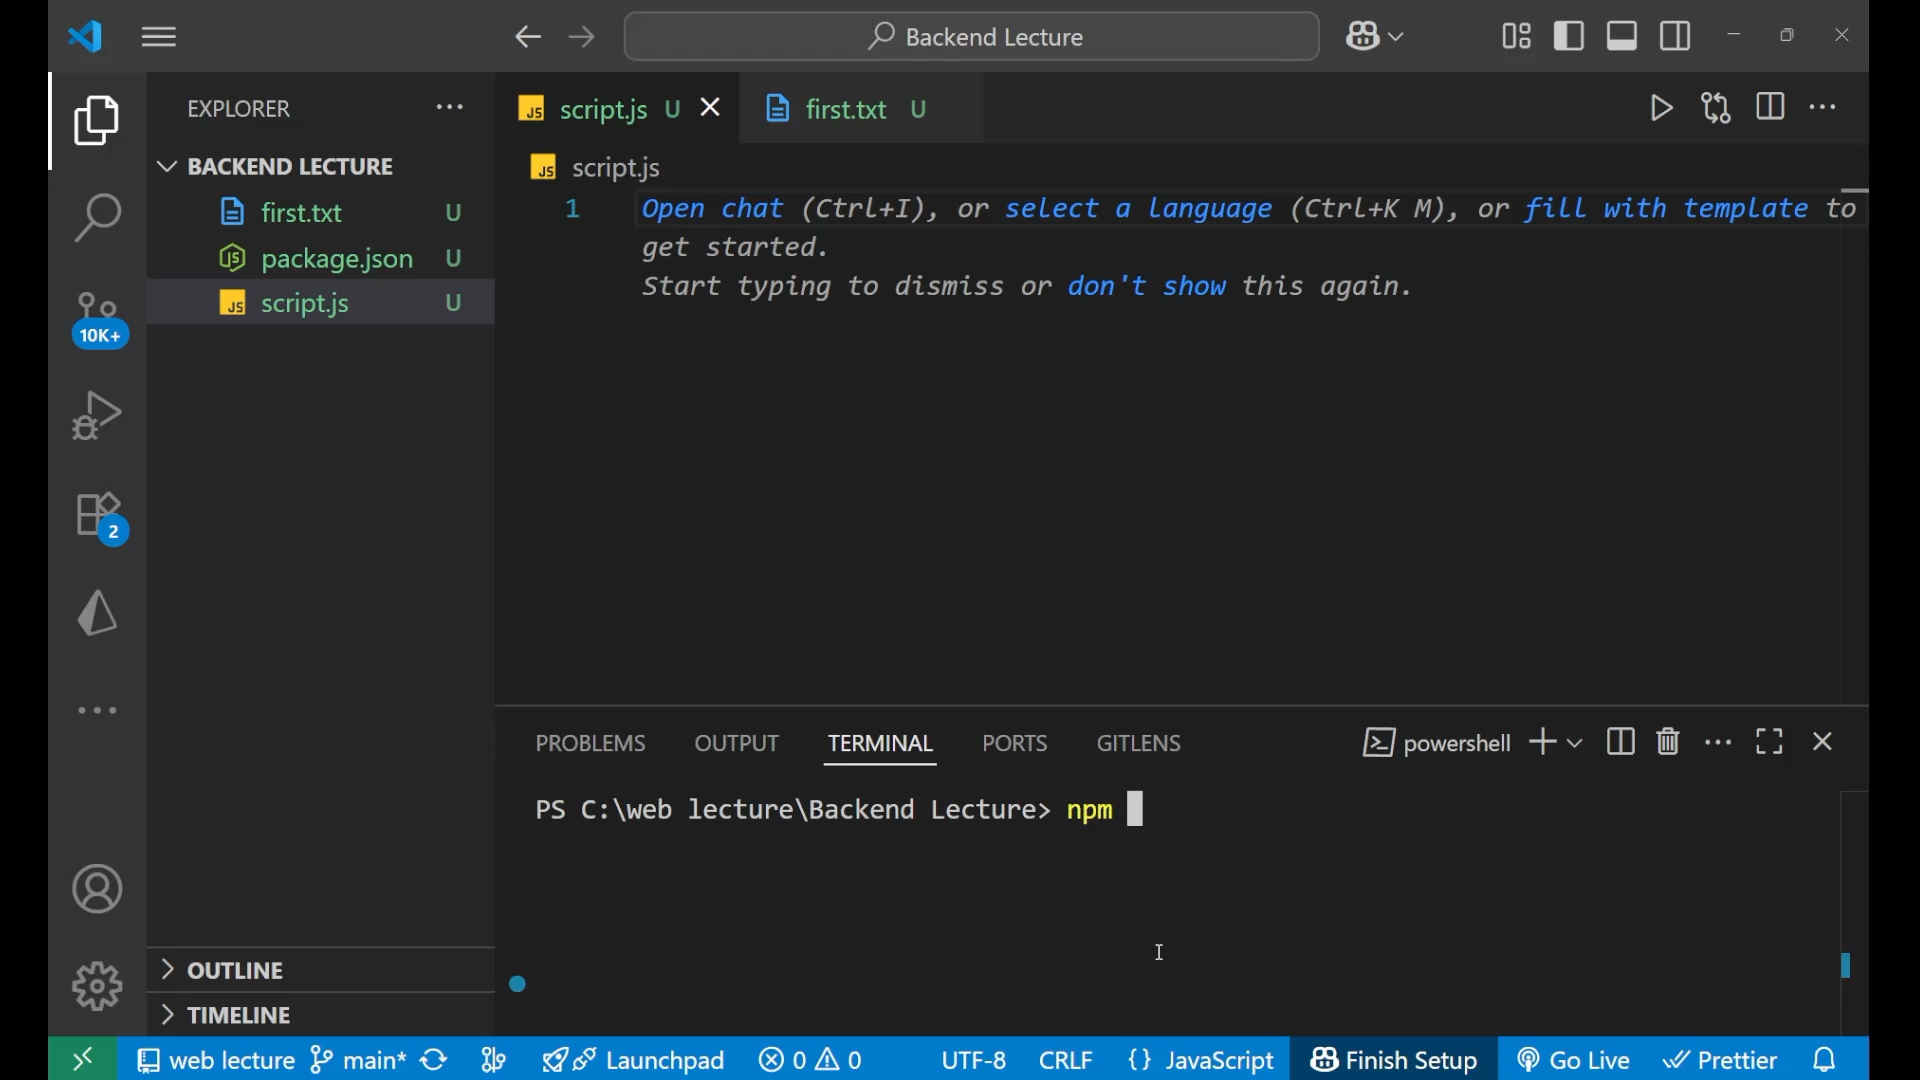 Backend Lecture
EXPLORER
BACKEND LECTURE
first.txt U
package.json U
script.js U
10K+
2
OUTLINE
TIMELINE
JS script.js U
first.txt U
JS script.js
1 Open chat (Ctrl+I), or select a language (Ctrl+K M), or fill with template to
get started.
Start typing to dismiss or don't show this again.
PROBLEMS OUTPUT TERMINAL PORTS GITLENS
powershell
PS C:\web lecture\Backend Lecture> npm
web lecture main* Launchpad 0 0 UTF-8 CRLF {} JavaScript Finish Setup Go Live Prettier